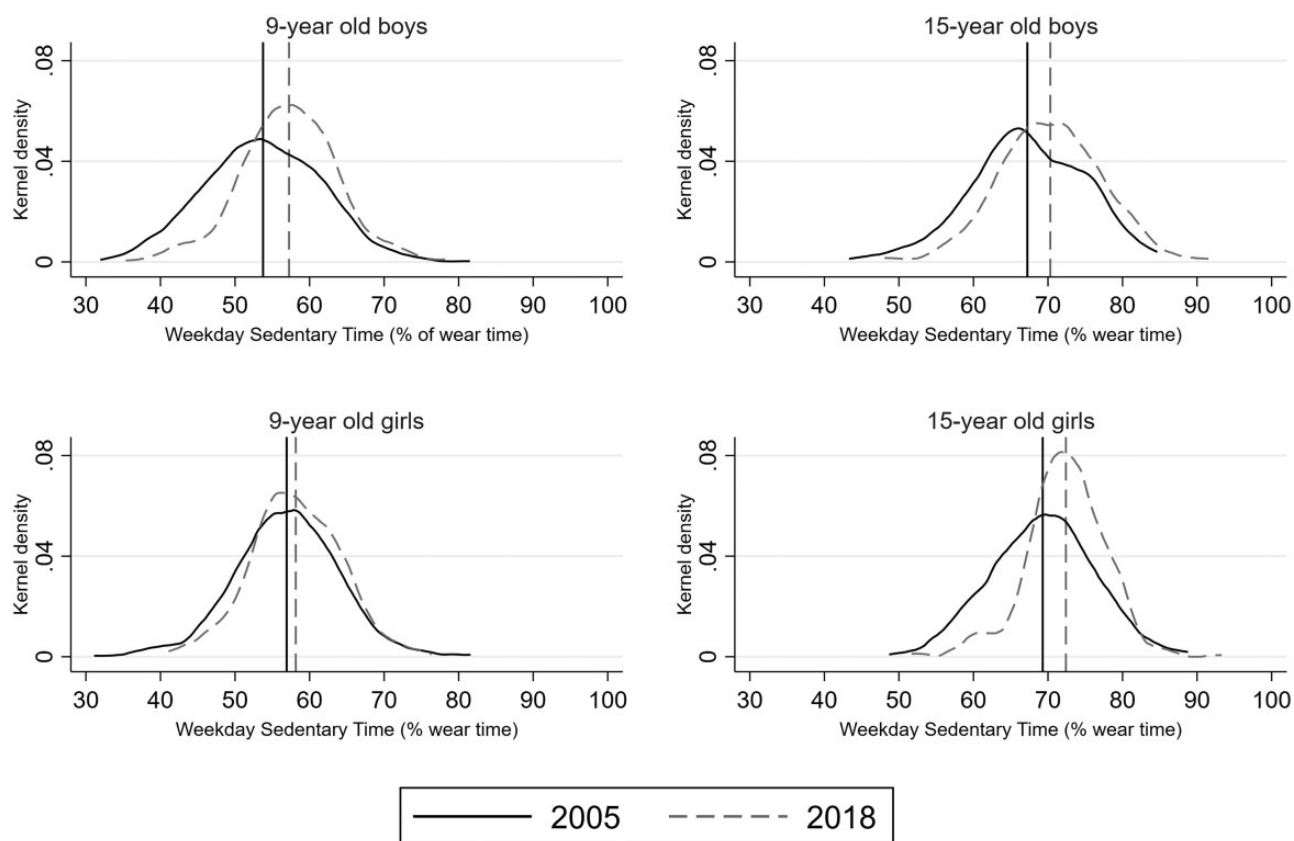 9-year old boys
Kernel density
0 .04 .08
30 40 50 60 70 80 90 100
Weekday Sedentary Time (% of wear time)
15-year old boys
Kernel density
0 .04 .08
30 40 50 60 70 80 90 100
Weekday Sedentary Time (% wear time)
9-year old girls
Kernel density
0 .04 .08
30 40 50 60 70 80 90 100
Weekday Sedentary Time (% wear time)
15-year old girls
Kernel density
0 .04 .08
30 40 50 60 70 80 90 100
Weekday Sedentary Time (% wear time)
2005 2018